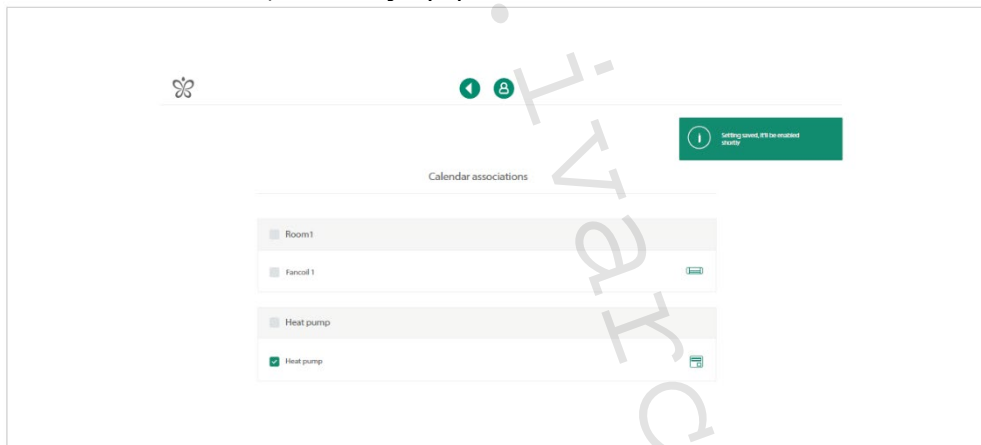 Setting saved, it'll be enabled
shortly
Calendar associations
Room1
Fancoil 1
Heat pump
Heat pump